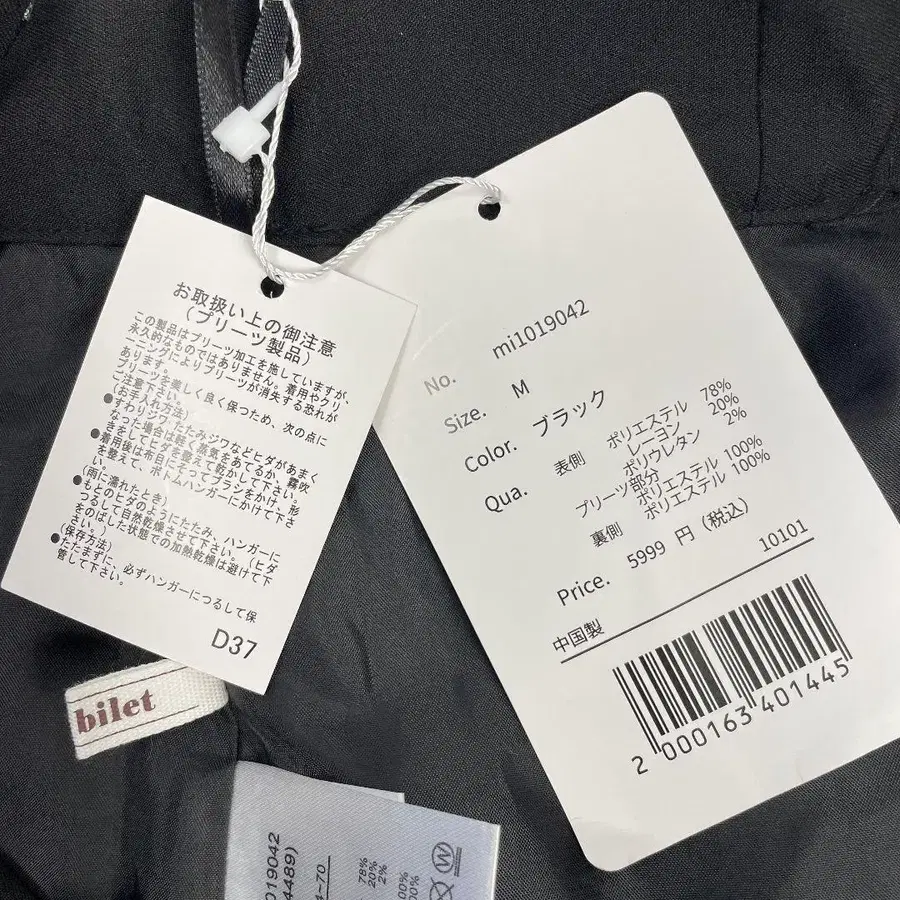 お取扱い上の御注意
(プリーツ製品)
この製品はプリーツ加工を施していますが、
永久的なものではありません。着用やクリ
ーニングによりプリーツが消失する恐れが
あります。
プリーツを美しく良く保つため、次の点に
ご注意下さい。
(お手入れ方法)
●すわりジワ、たたみジワなどヒダがあまく
なった場合は軽く蒸気をあてるか、霧吹
きをしてヒダを整えて乾かして下さい。
●着用後は布目にそってブラシをかけ、形
を整えて、ボトムハンガーにかけて下さ
い。
(雨に濡れたとき)
●もとのヒダのようにたたみ、ハンガーに
つるして自然乾燥させて下さい。(ヒダ
をのばした状態での加熱乾燥は避けて下
さい。)
(保存方法)
●たたまずに、必ずハンガーにつるして保
管して下さい。
D37
No. mi1019042
Size. M
Color. ブラック
Qua. 表側 ポリエステル 78%
レーヨン 20%
ポリウレタン 2%
プリーツ部分
ポリエステル 100%
裏側 ポリエステル 100%
Price. 5999 円(税込)
中国製 10101
2 000163 401445
bilet
019042
4489)
4-70
78%
20%
2%
00%
00%
W